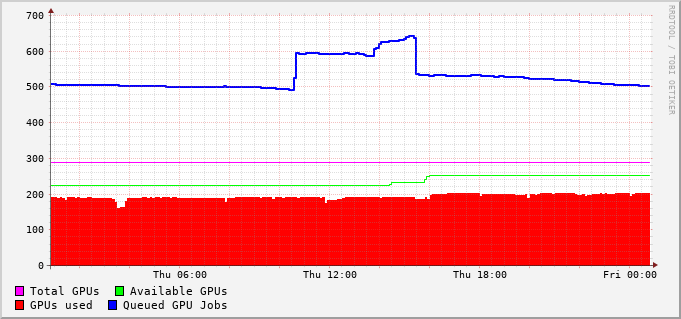 700
600
500
400
300
200
100
0
Thu 06:00 Thu 12:00 Thu 18:00 Fri 00:00
Total GPUs Available GPUs
GPUs used Queued GPU Jobs
RRDTOOL / TOBI OETIKER